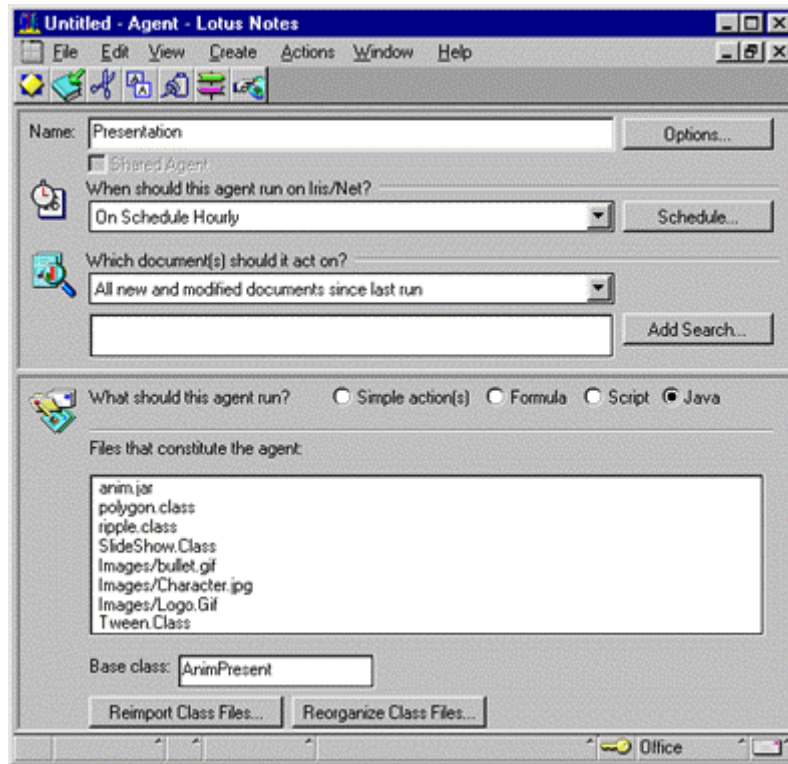 Untitled - Agent - Lotus Notes
File Edit View Create Actions Window Help
Name: Presentation Options...
Shared Agent
When should this agent run on Iris/Net?
On Schedule Hourly Schedule...
Which document(s) should it act on?
All new and modified documents since last run
Add Search...
What should this agent run? Simple action(s) Formula Script Java
Files that constitute the agent:
anim.jar
polygon.class
ripple.class
SlideShow.Class
Images/bullet.gif
Images/Character.jpg
Images/Logo.Gif
Tween.Class
Base class: AnimPresent
Reimport Class Files... Reorganize Class Files...
Office